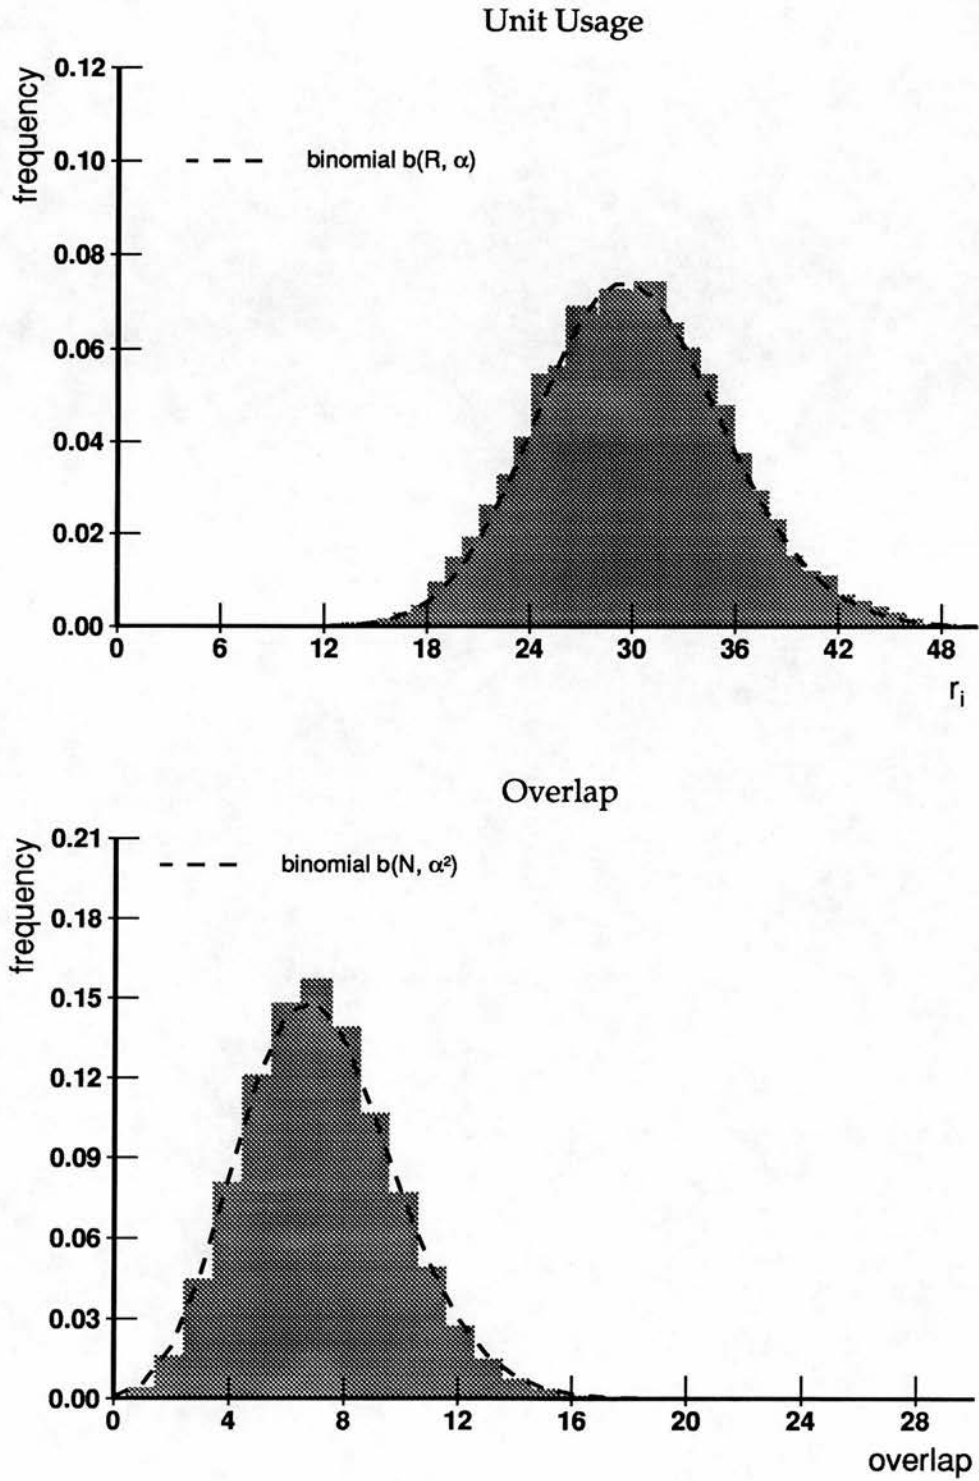 Unit Usage
frequency
0.12
0.10
binomial b(R, α)
0.08
0.06
0.04
0.02
0.00
0 6 12 18 24 30 36 42 48
r_i
Overlap
frequency
0.21
binomial b(N, α²)
0.18
0.15
0.12
0.09
0.06
0.03
0.00
0 4 8 12 16 20 24 28
overlap